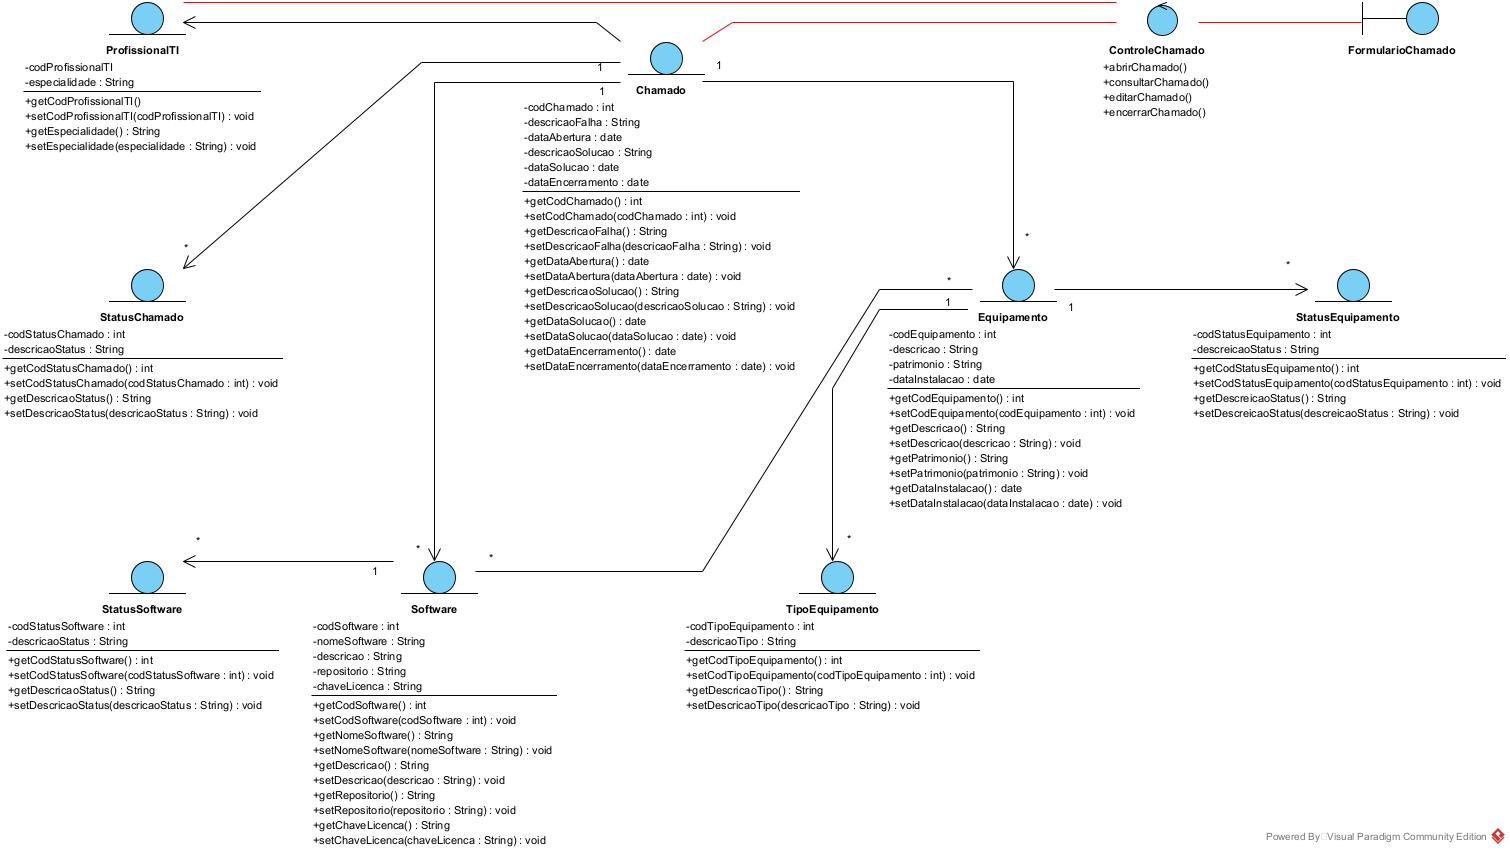 ProfissionalTI
-codProfissionalTI
-especialidade : String
+getCodProfissionalTI()
+setCodProfissionalTI(codProfissionalTI) : void
+getEspecialidade() : String
+setEspecialidade(especialidade : String) : void
1
1
1
Chamado
-codChamado : int
-descricaoFalha : String
-dataAbertura : date
-descricaoSolucao : String
-dataSolucao : date
-dataEncerramento : date
+getCodChamado() : int
+setCodChamado(codChamado : int) : void
+getDescricaoFalha() : String
+setDescricaoFalha(descricaoFalha : String) : void
+getDataAbertura() : date
+setDataAbertura(dataAbertura : date) : void
+getDescricaoSolucao() : String
+setDescricaoSolucao(descricaoSolucao : String) : void
+getDataSolucao() : date
+setDataSolucao(dataSolucao : date) : void
+getDataEncerramento() : date
+setDataEncerramento(dataEncerramento : date) : void
ControleChamado
+abrirChamado()
+consultarChamado()
+editarChamado()
+encerrarChamado()
FormularioChamado
*
StatusChamado
-codStatusChamado : int
-descricaoStatus : String
+getCodStatusChamado() : int
+setCodStatusChamado(codStatusChamado : int) : void
+getDescricaoStatus() : String
+setDescricaoStatus(descricaoStatus : String) : void
*
*
1
1
Equipamento
-codEquipamento : int
-descricao : String
-patrimonio : String
-dataInstalacao : date
+getCodEquipamento() : int
+setCodEquipamento(codEquipamento : int) : void
+getDescricao() : String
+setDescricao(descricao : String) : void
+getPatrimonio() : String
+setPatrimonio(patrimonio : String) : void
+getDataInstalacao() : date
+setDataInstalacao(dataInstalacao : date) : void
*
StatusEquipamento
-codStatusEquipamento : int
-descreicaoStatus : String
+getCodStatusEquipamento() : int
+setCodStatusEquipamento(codStatusEquipamento : int) : void
+getDescreicaoStatus() : String
+setDescreicaoStatus(descreicaoStatus : String) : void
*
1
StatusSoftware
-codStatusSoftware : int
-descricaoStatus : String
+getCodStatusSoftware() : int
+setCodStatusSoftware(codStatusSoftware : int) : void
+getDescricaoStatus() : String
+setDescricaoStatus(descricaoStatus : String) : void
*
*
Software
-codSoftware : int
-nomeSoftware : String
-descricao : String
-repositorio : String
-chaveLicenca : String
+getCodSoftware() : int
+setCodSoftware(codSoftware : int) : void
+getNomeSoftware() : String
+setNomeSoftware(nomeSoftware : String) : void
+getDescricao() : String
+setDescricao(descricao : String) : void
+getRepositorio() : String
+setRepositorio(repositorio : String) : void
+getChaveLicenca() : String
+setChaveLicenca(chaveLicenca : String) : void
*
TipoEquipamento
-codTipoEquipamento : int
-descricaoTipo : String
+getCodTipoEquipamento() : int
+setCodTipoEquipamento(codTipoEquipamento : int) : void
+getDescricaoTipo() : String
+setDescricaoTipo(descricaoTipo : String) : void
Powered By Visual Paradigm Community Edition